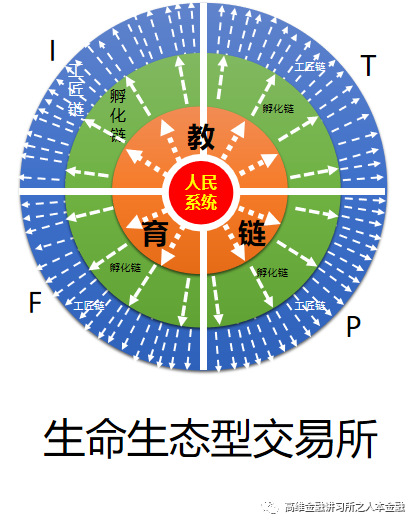 I
T
工匠链
工匠链
孵化链
孵化链
教
人民
系统
育
链
孵化链
孵化链
F
工匠链
工匠链
P
生命生态型交易所
高维金融讲习所之人本金融